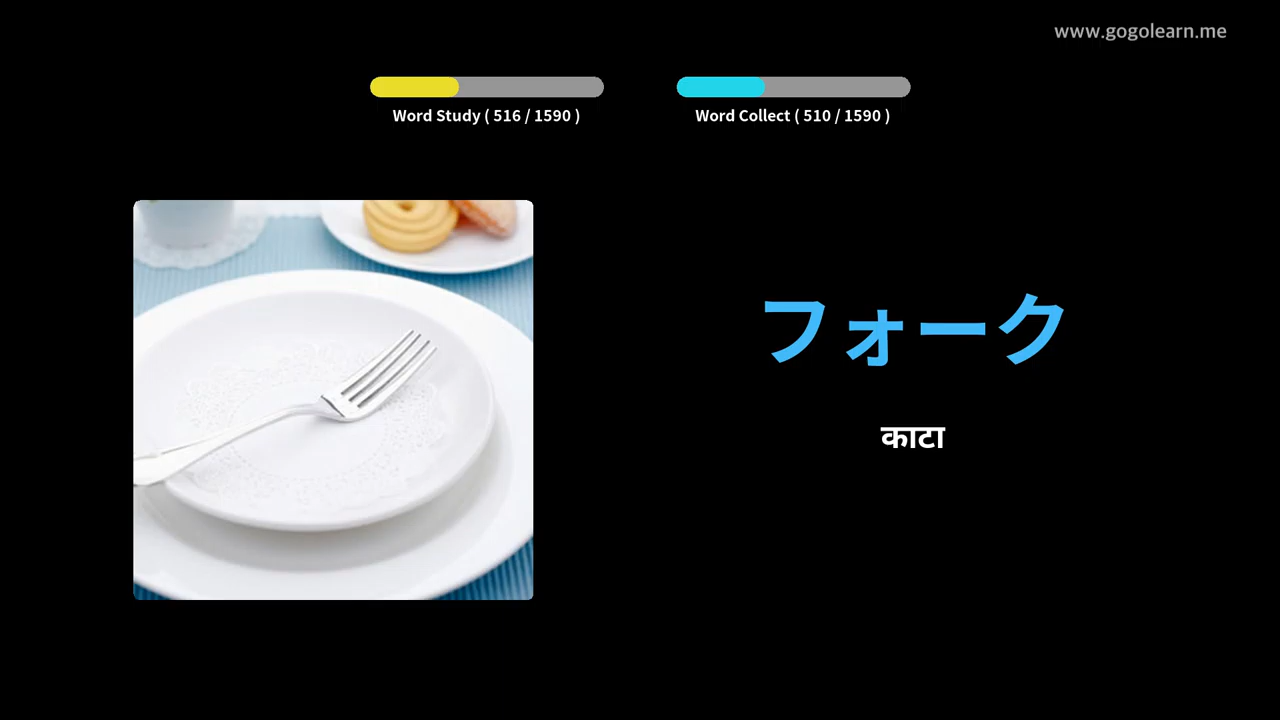 www.gogolearn.me
Word Study ( 516 / 1590 )
Word Collect ( 510 / 1590 )
フォーク
काटा